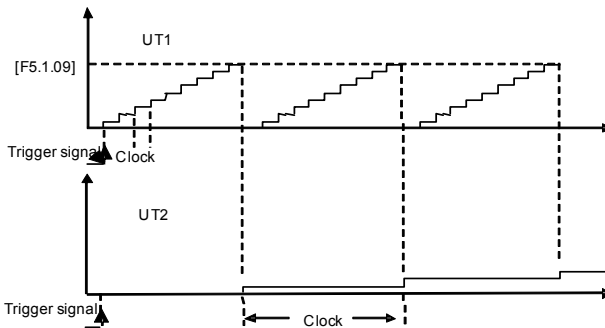 UT1
[F5.1.09]
Trigger signal
Clock
UT2
Trigger signal
Clock